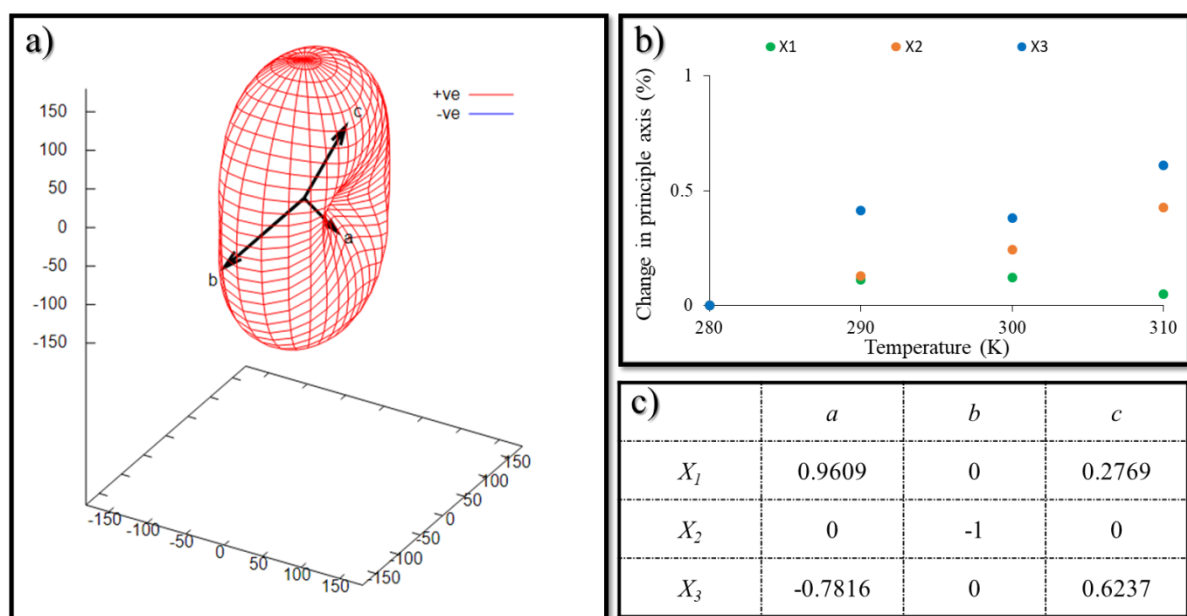 a)
+ve
-ve
c
a
b
150
100
50
0
-50
-100
-150
-150
-100
-50
0
50
100
150
-150
-100
-50
0
50
100
150
b)
X1 X2 X3
Change in principle axis (%)
1
0.5
0
280 290 300 310
Temperature (K)
c)
a b c
X1 0.9609 0 0.2769
X2 0 -1 0
X3 -0.7816 0 0.6237